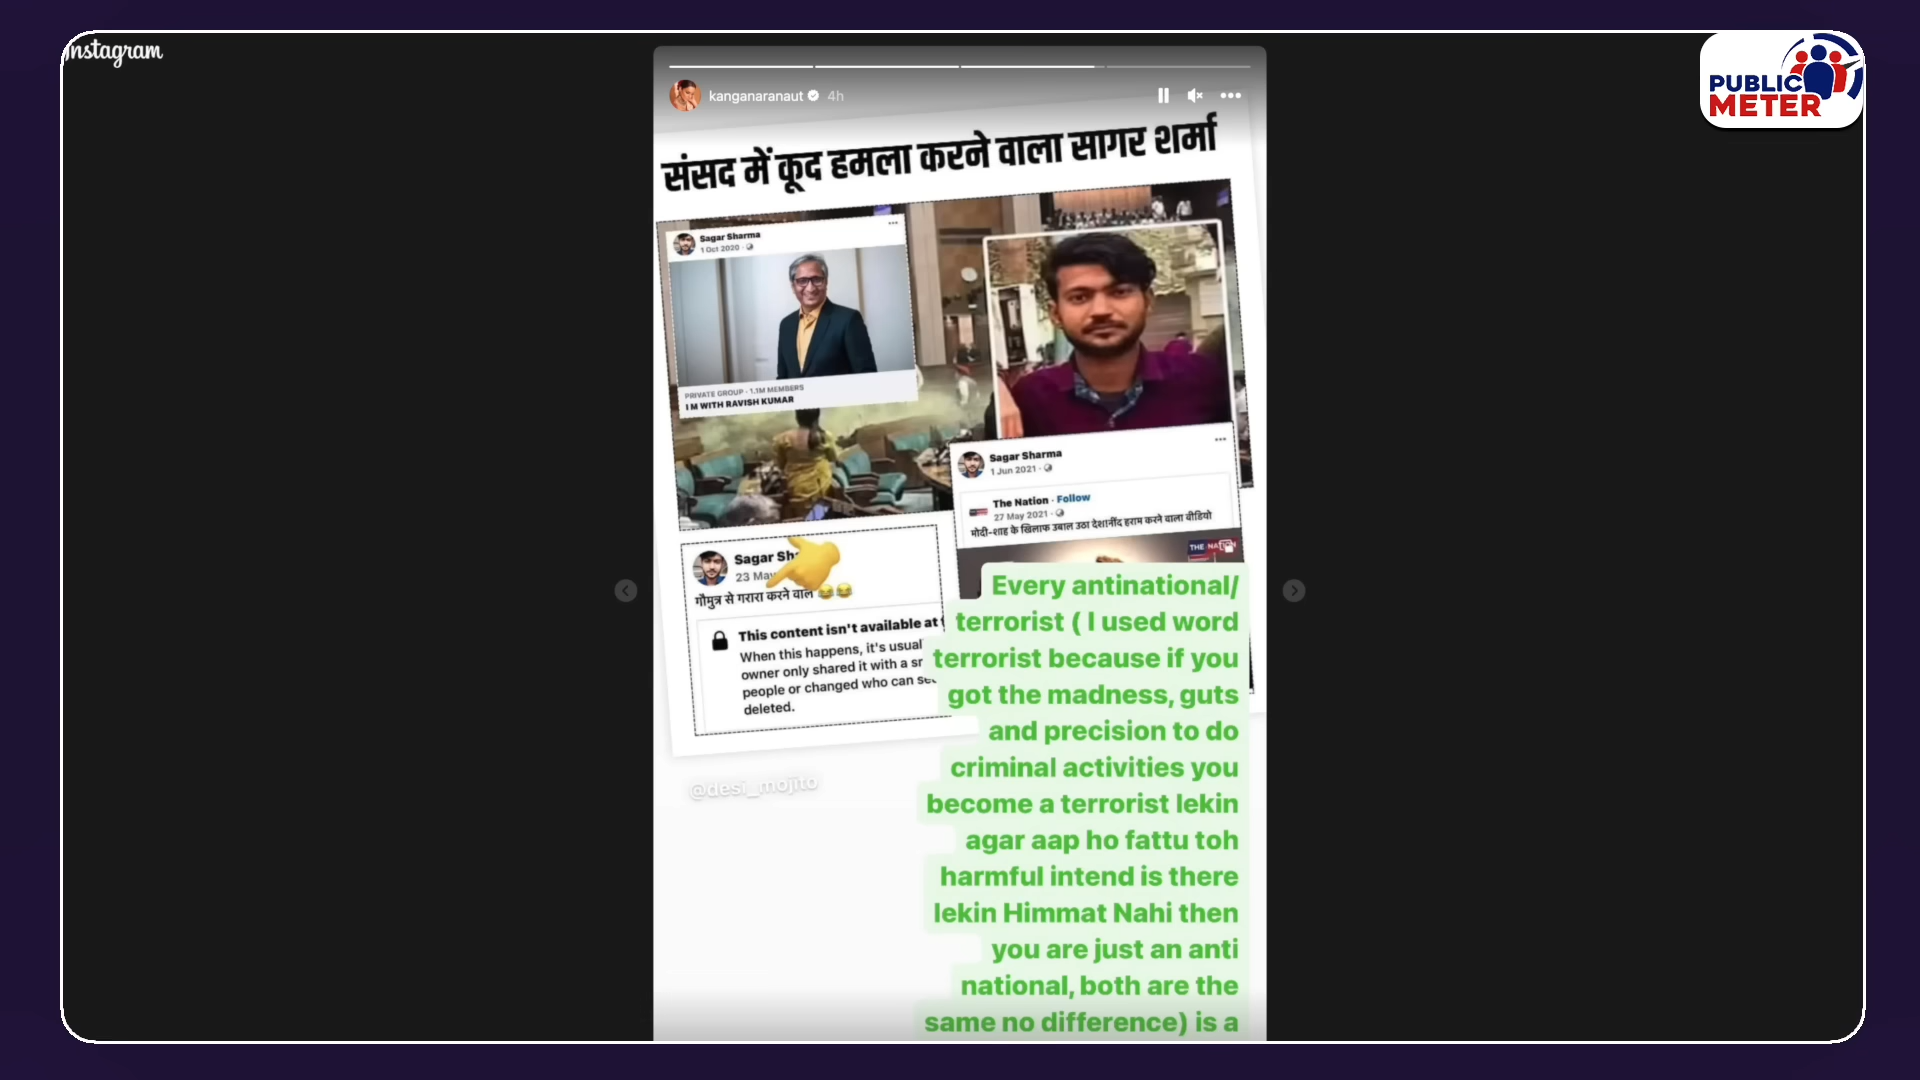 Instagram
PUBLIC
METER
kanganaranaut 4h
संसद में कूद हमला करने वाला सागर शर्मा
Sagar Sharma
1 Oct 2020
PRIVATE GROUP · 1.1M MEMBERS
I M WITH RAVISH KUMAR
Sagar Sharma
1 Jun 2021
The Nation · Follow
27 May 2021
मोदी-शाह के खिलाफ उबाल उठा देशानींद हराम करने वाला वीडियो
THE
Sagar
23 May
गौमुत्र से गरारा करने वाले 😂😂
This content isn't available at
When this happens, it's
owner only shared it with a
people or changed who can
deleted.
@desi_mojito
Every antinational/
terrorist ( I used word
terrorist because if you
got the madness, guts
and precision to do
criminal activities you
become a terrorist lekin
agar aap ho fattu toh
harmful intend is there
lekin Himmat Nahi then
you are just an anti
national, both are the
same no difference) is a